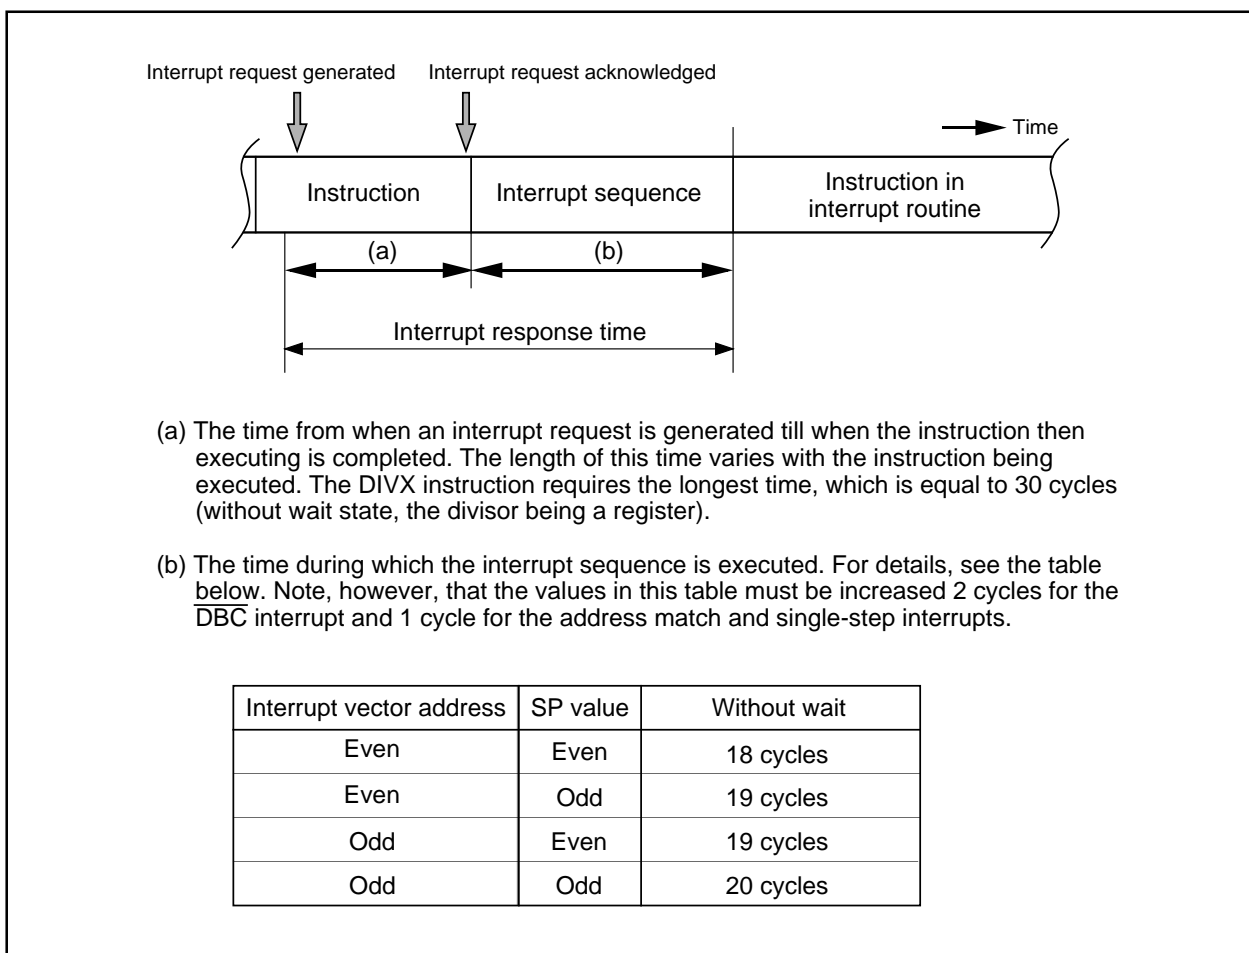 Interrupt request generated Interrupt request acknowledged
Time
Instruction Interrupt sequence Instruction in
interrupt routine
(a) (b)
Interrupt response time
(a) The time from when an interrupt request is generated till when the instruction then
executing is completed. The length of this time varies with the instruction being
executed. The DIVX instruction requires the longest time, which is equal to 30 cycles
(without wait state, the divisor being a register).
(b) The time during which the interrupt sequence is executed. For details, see the table
below. Note, however, that the values in this table must be increased 2 cycles for the
DBC interrupt and 1 cycle for the address match and single-step interrupts.
Interrupt vector address SP value Without wait
Even Even 18 cycles
Even Odd 19 cycles
Odd Even 19 cycles
Odd Odd 20 cycles